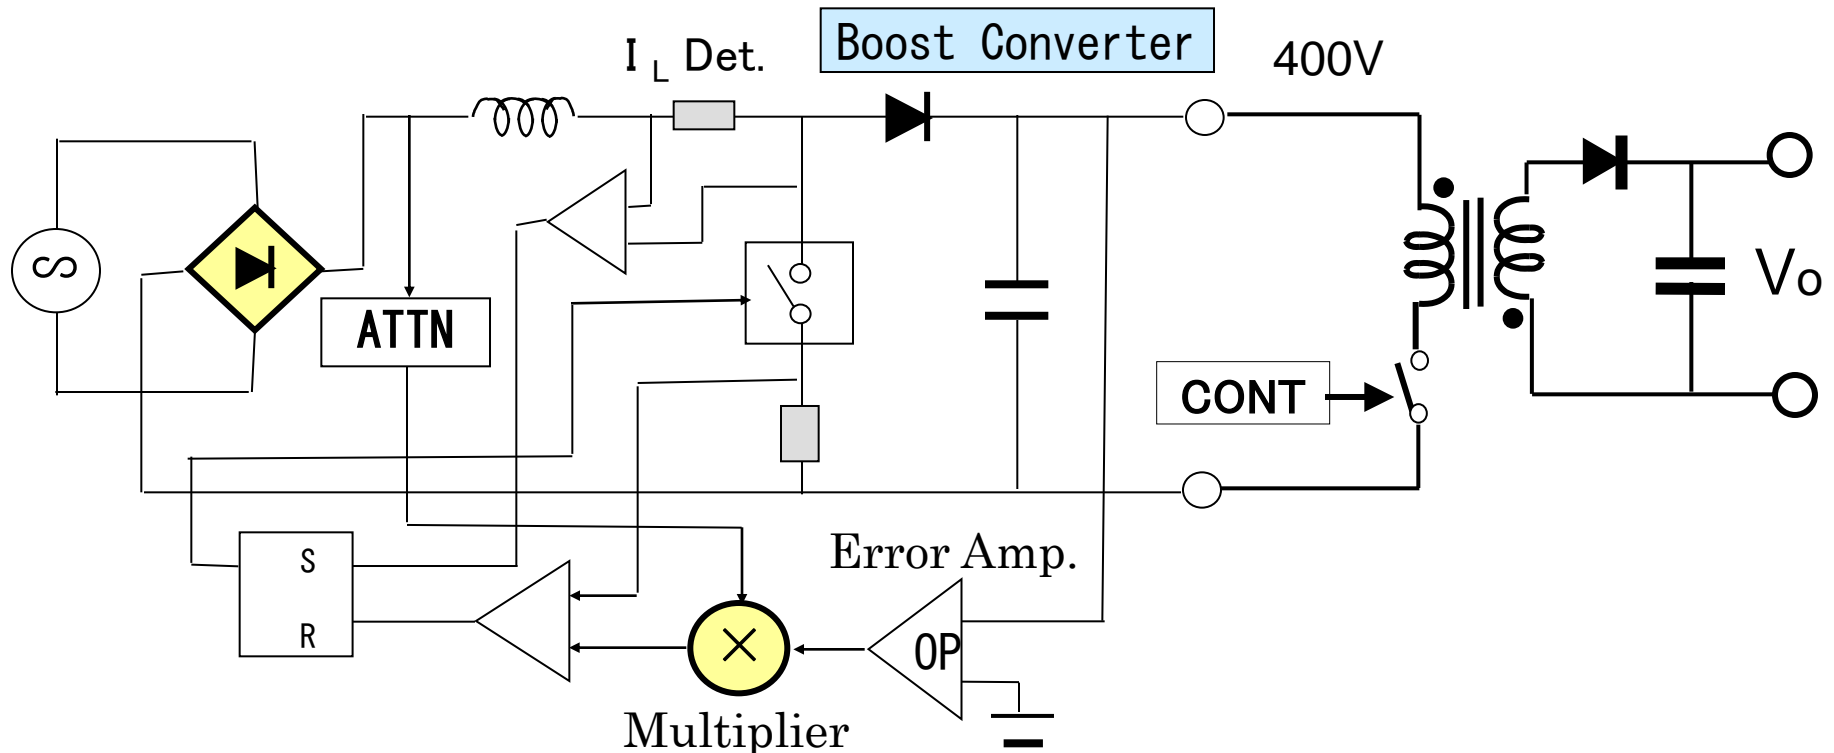 Boost Converter
I L Det.
400V
ATTN
Vo
CONT
S
R
Error Amp.
OP
Multiplier